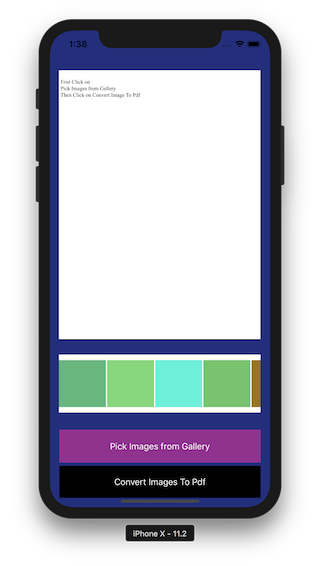 1:38
First Click on
Pick Images from Gallery
Then Click on Convert Image To Pdf
Pick Images from Gallery
Convert Images To Pdf
iPhone X - 11.2